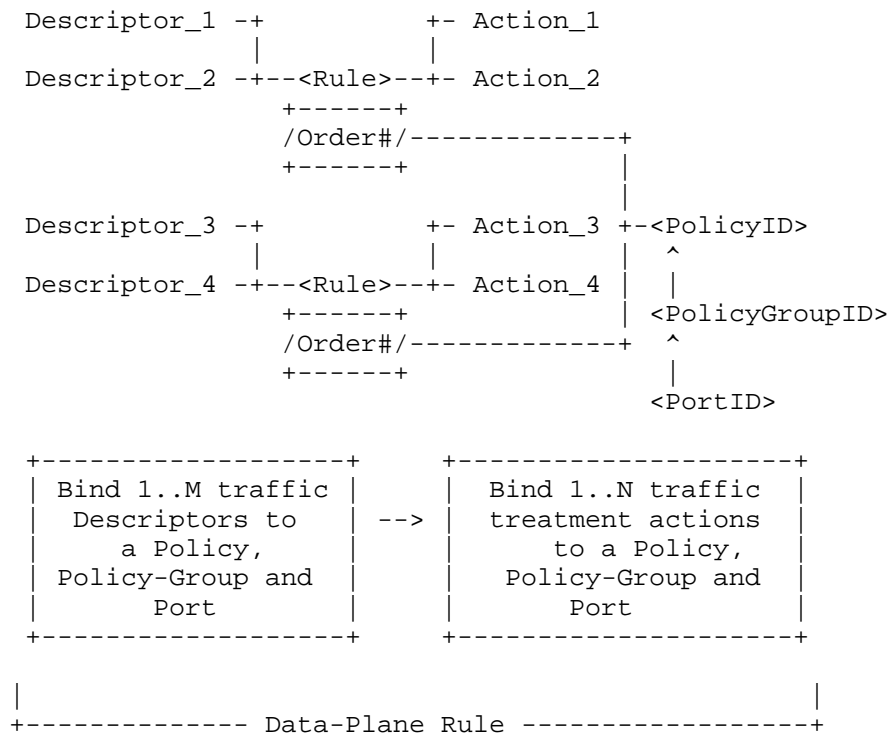 Descriptor_1 -+ +- Action_1
| |
Descriptor_2 -+--<Rule>--+- Action_2
+------+
/Order#/-------------+
+------+ |
|
Descriptor_3 -+ +- Action_3 +-<PolicyID>
| | | ^
Descriptor_4 -+--<Rule>--+- Action_4 | |
+------+ | <PolicyGroupID>
/Order#/-------------+ ^
+------+ |
<PortID>
+-------------------+ +---------------------+
| Bind 1..M traffic | | Bind 1..N traffic |
| Descriptors to | --> | treatment actions |
| a Policy, | | to a Policy, |
| Policy-Group and | | Policy-Group and |
| Port | | Port |
+-------------------+ +---------------------+
| |
+-------------- Data-Plane Rule ------------------+